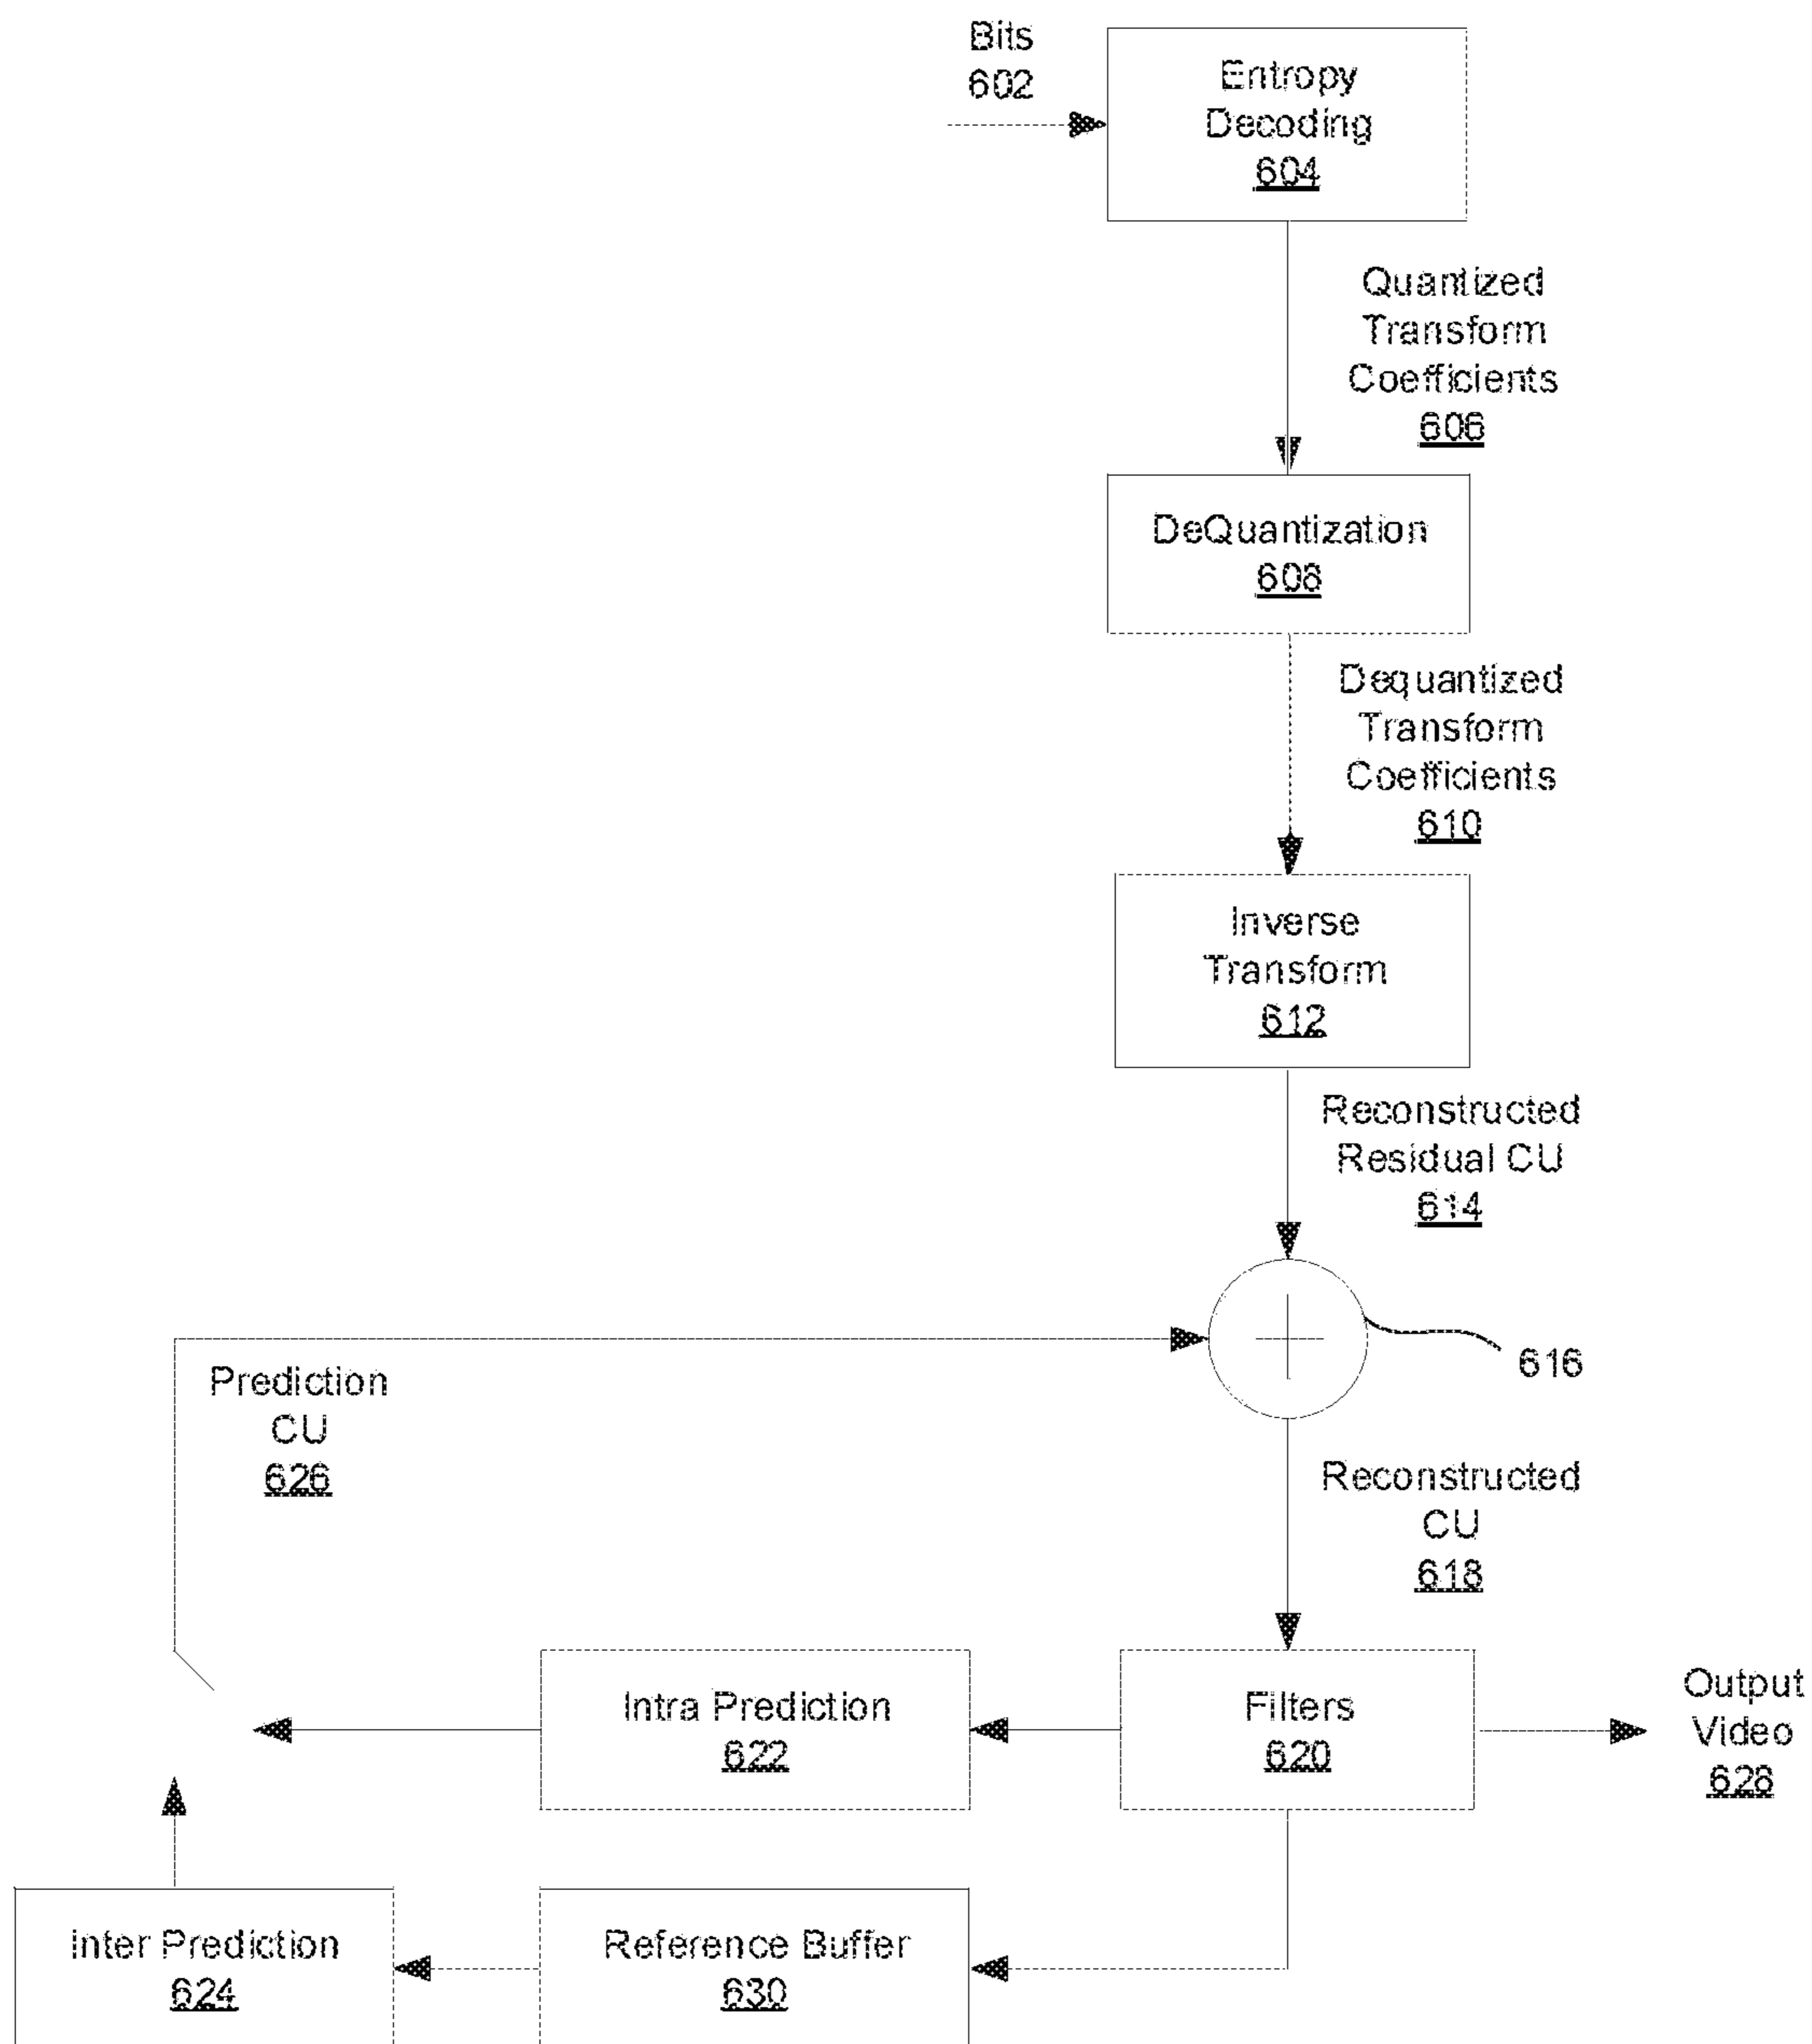 Bits
602
Entropy
Decoding
604
Quantized
Transform
Coefficients
606
DeQuantization
608
Dequantized
Transform
Coefficients
610
Inverse
Transform
612
Reconstructed
Residual CU
614
616
Prediction
CU
626
Reconstructed
CU
618
Intra Prediction
622
Filters
620
Output
Video
628
Inter Prediction
624
Reference Buffer
630